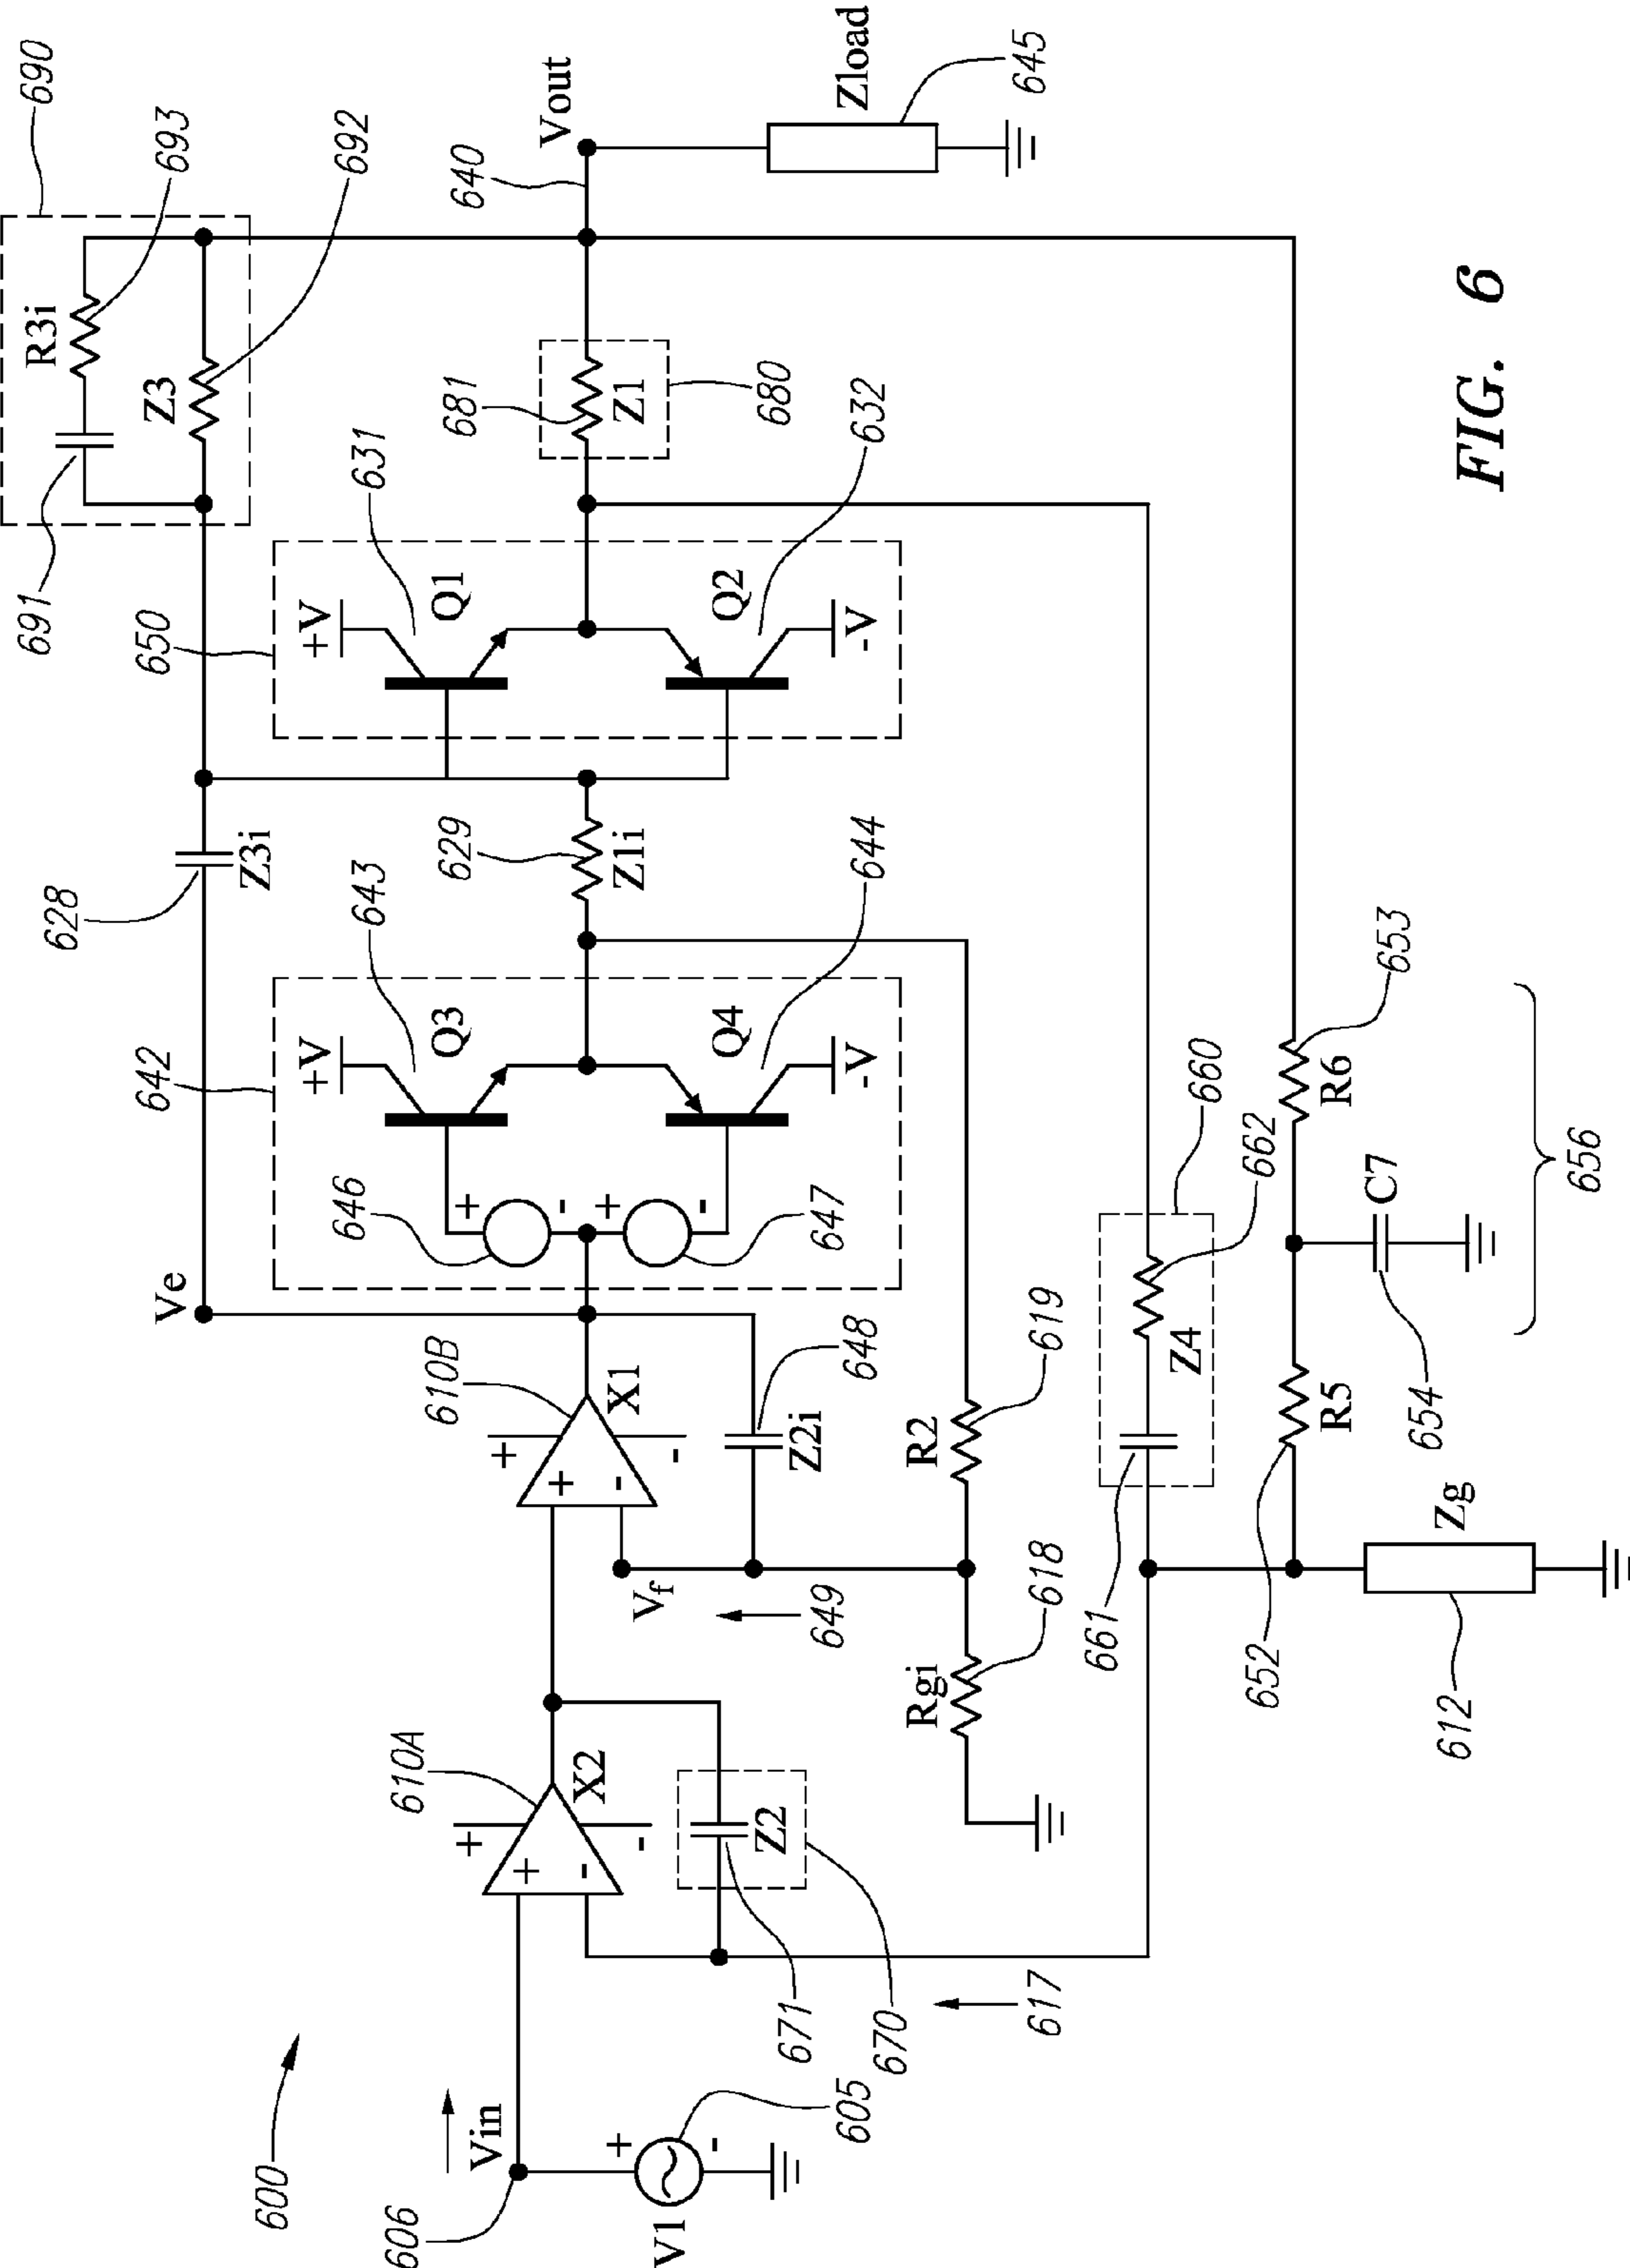 600
606
Vin
V1
+
-
605
610A
+
-
+
-
X2
Z2
671
670
617
610B
+
-
+
-
X1
Vf
649
Z2i
648
Ve
628
Z3i
642
+V
643
Q3
646
+
-
+
-
647
Q4
644
-V
629
Z1i
Rgi
618
R2
619
650
+V
631
Q1
Q2
632
-V
691
690
R3i
693
Z3
692
681
Z1
680
640
Vout
Zload
645
661
Z4
660
662
652
R5
R6
653
C7
654
656
Zg
612
FIG. 6